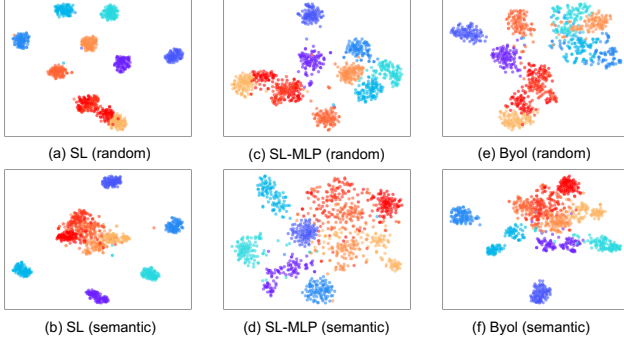 (a) SL (random)
(c) SL-MLP (random)
(e) Byol (random)
(b) SL (semantic)
(d) SL-MLP (semantic)
(f) Byol (semantic)